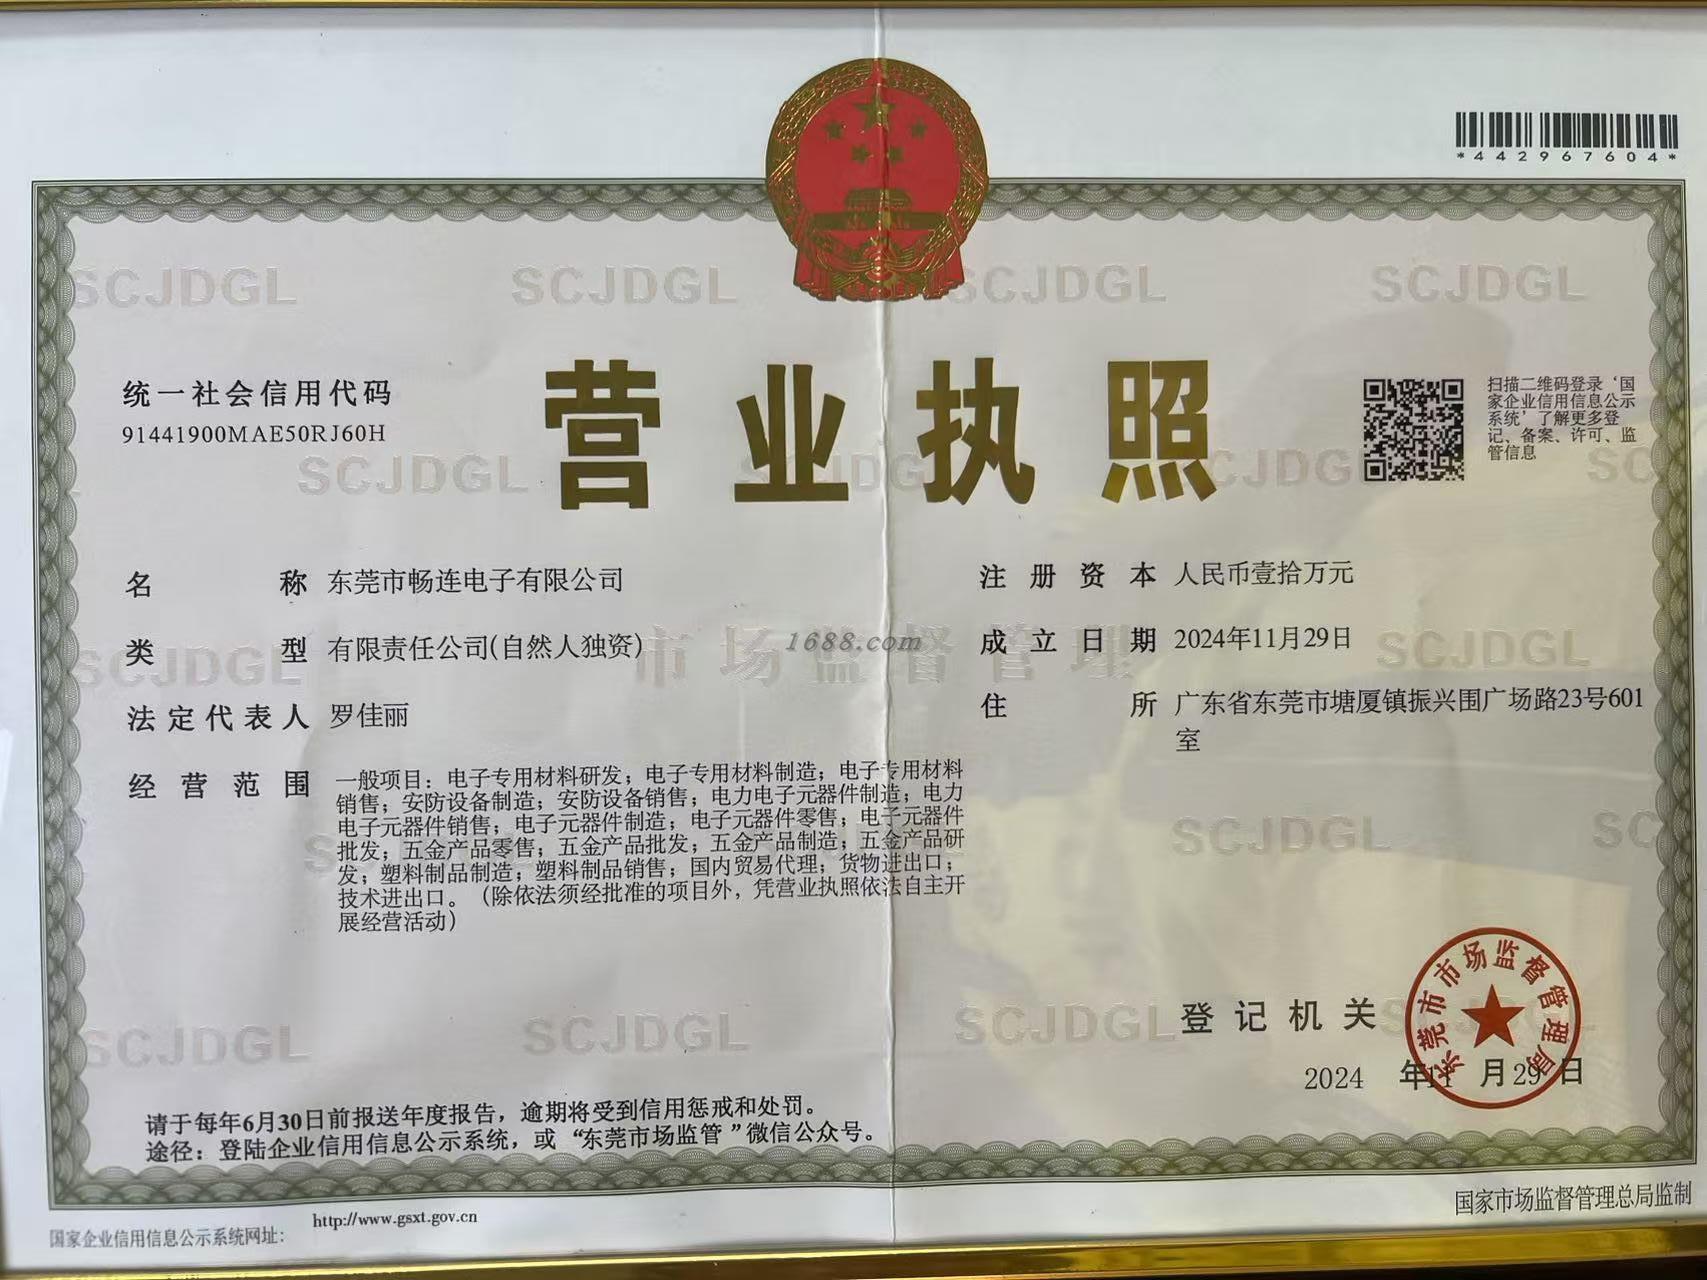 *442967604*
统一社会信用代码
91441900MAE50RJ60H
营业执照
扫描二维码登录‘国
家企业信用信息公示
系统’了解更多登
记、备案、许可、监
管信息
名称 东莞市畅连电子有限公司
类型 有限责任公司(自然人独资)
法定代表人 罗佳丽
经营范围 一般项目：电子专用材料研发；电子专用材料制造；电子专用材料
销售；安防设备制造；安防设备销售；电力电子元器件制造；电力
电子元器件销售；电子元器件制造；电子元器件零售；电子元器件
批发；五金产品零售；五金产品批发；五金产品制造；五金产品研
发；塑料制品制造；塑料制品销售；国内贸易代理；货物进出口；
技术进出口。（除依法须经批准的项目外，凭营业执照依法自主开
展经营活动）
注册资本 人民币壹拾万元
成立日期 2024年11月29日
住所 广东省东莞市塘厦镇振兴围广场路23号601
室
市场监督管理
1688.com
SCJDGL
登记机关
东莞市市场监督管理局
2024 年11 月29日
请于每年6月30日前报送年度报告，逾期将受到信用惩戒和处罚。
途径：登陆企业信用信息公示系统，或“东莞市场监管”微信公众号。
国家企业信用信息公示系统网址： http://www.gsxt.gov.cn
国家市场监督管理总局监制